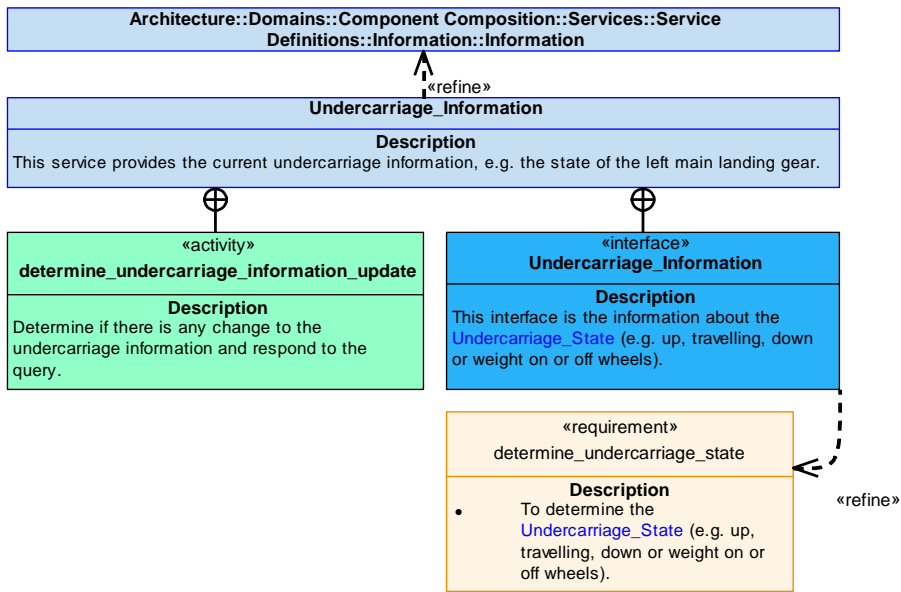 Architecture::Domains::Component Composition::Services::Service
Definitions::Information::Information
«refine»
Undercarriage_Information
Description
This service provides the current undercarriage information, e.g. the state of the left main landing gear.
«activity»
determine_undercarriage_information_update
Description
Determine if there is any change to the
undercarriage information and respond to the
query.
«interface»
Undercarriage_Information
Description
This interface is the information about the
Undercarriage_State (e.g. up, travelling, down
or weight on or off wheels).
«requirement»
determine_undercarriage_state
Description
• To determine the
Undercarriage_State (e.g. up,
travelling, down or weight on or
off wheels).
«refine»